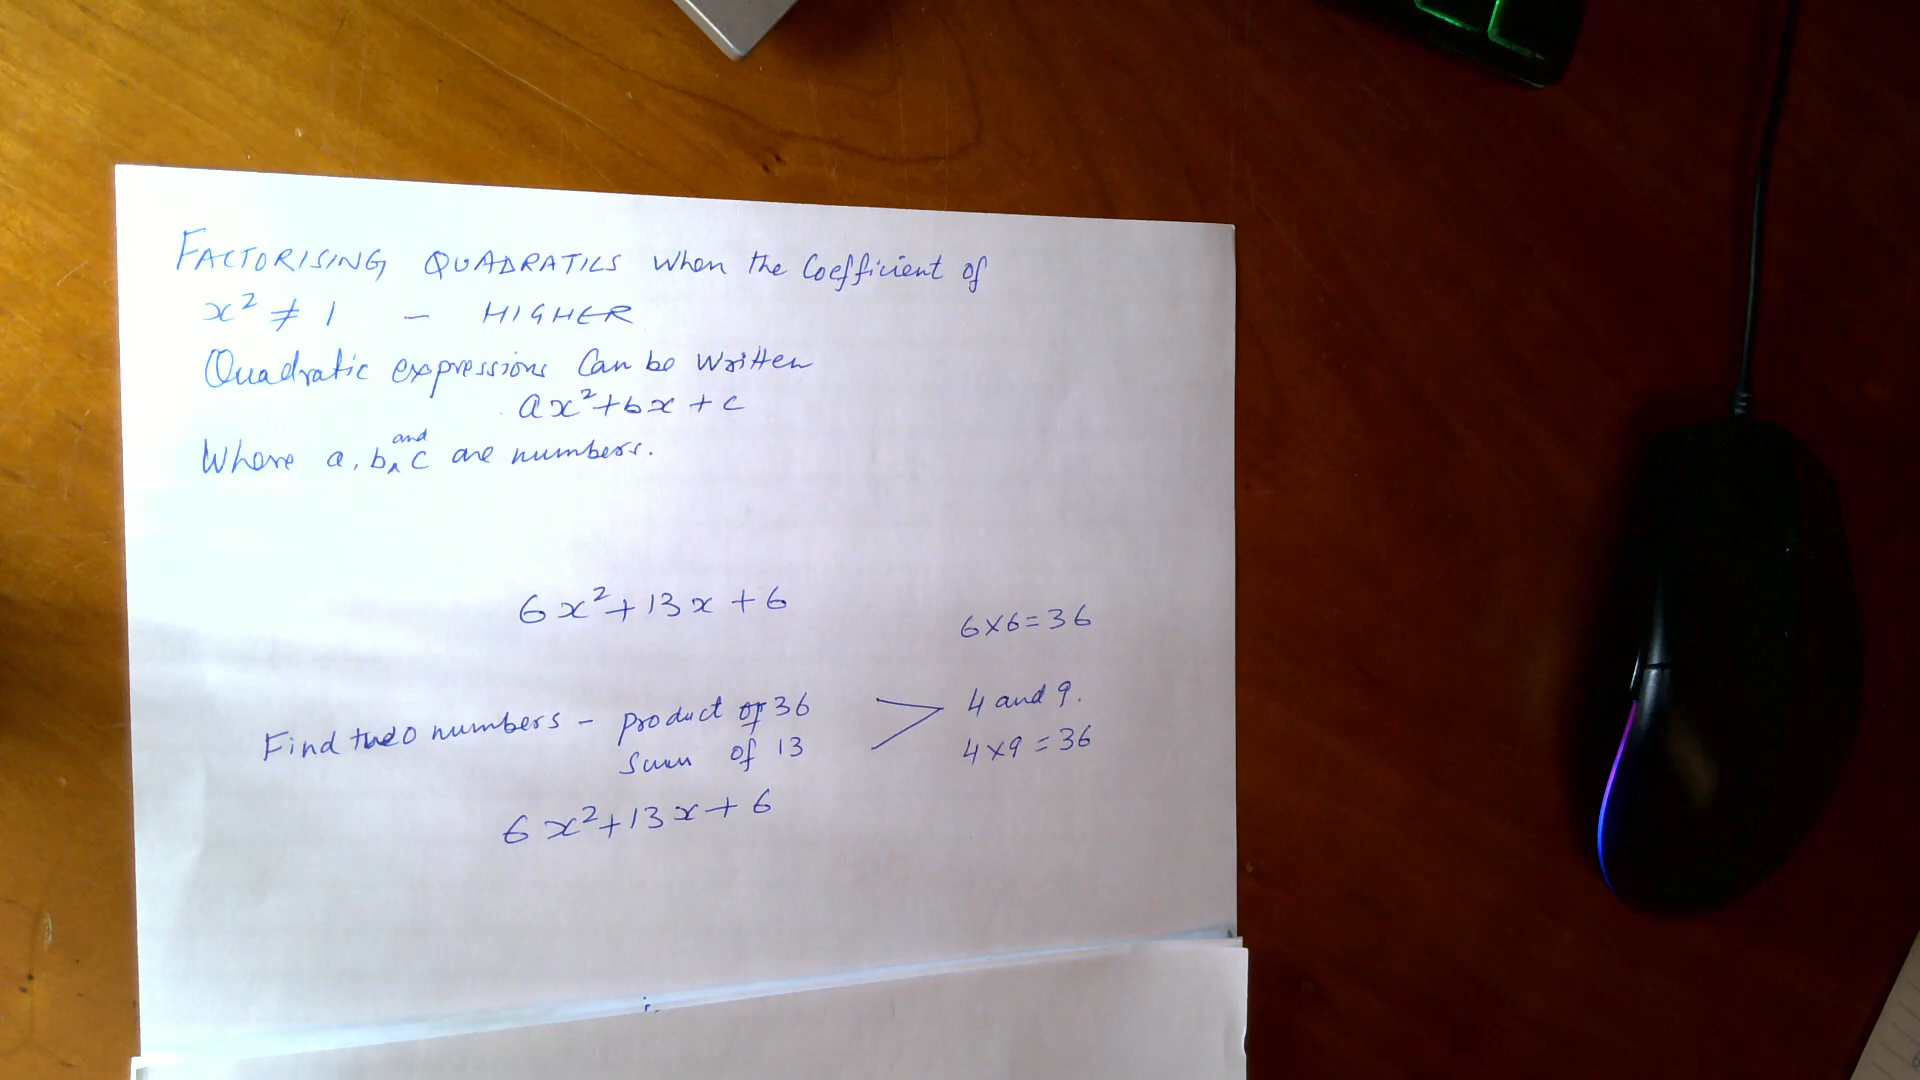 FACTORISING QUADRATICS When the Coefficient of
x² ≠ 1 - HIGHER
Quadratic expressions Can be Written
ax²+bx+c
Where a, b and c are numbers.
6x²+13x+6
6×6=36
Find two numbers - product of 36
sum of 13
4 and 9.
4×9=36
6x²+13x+6